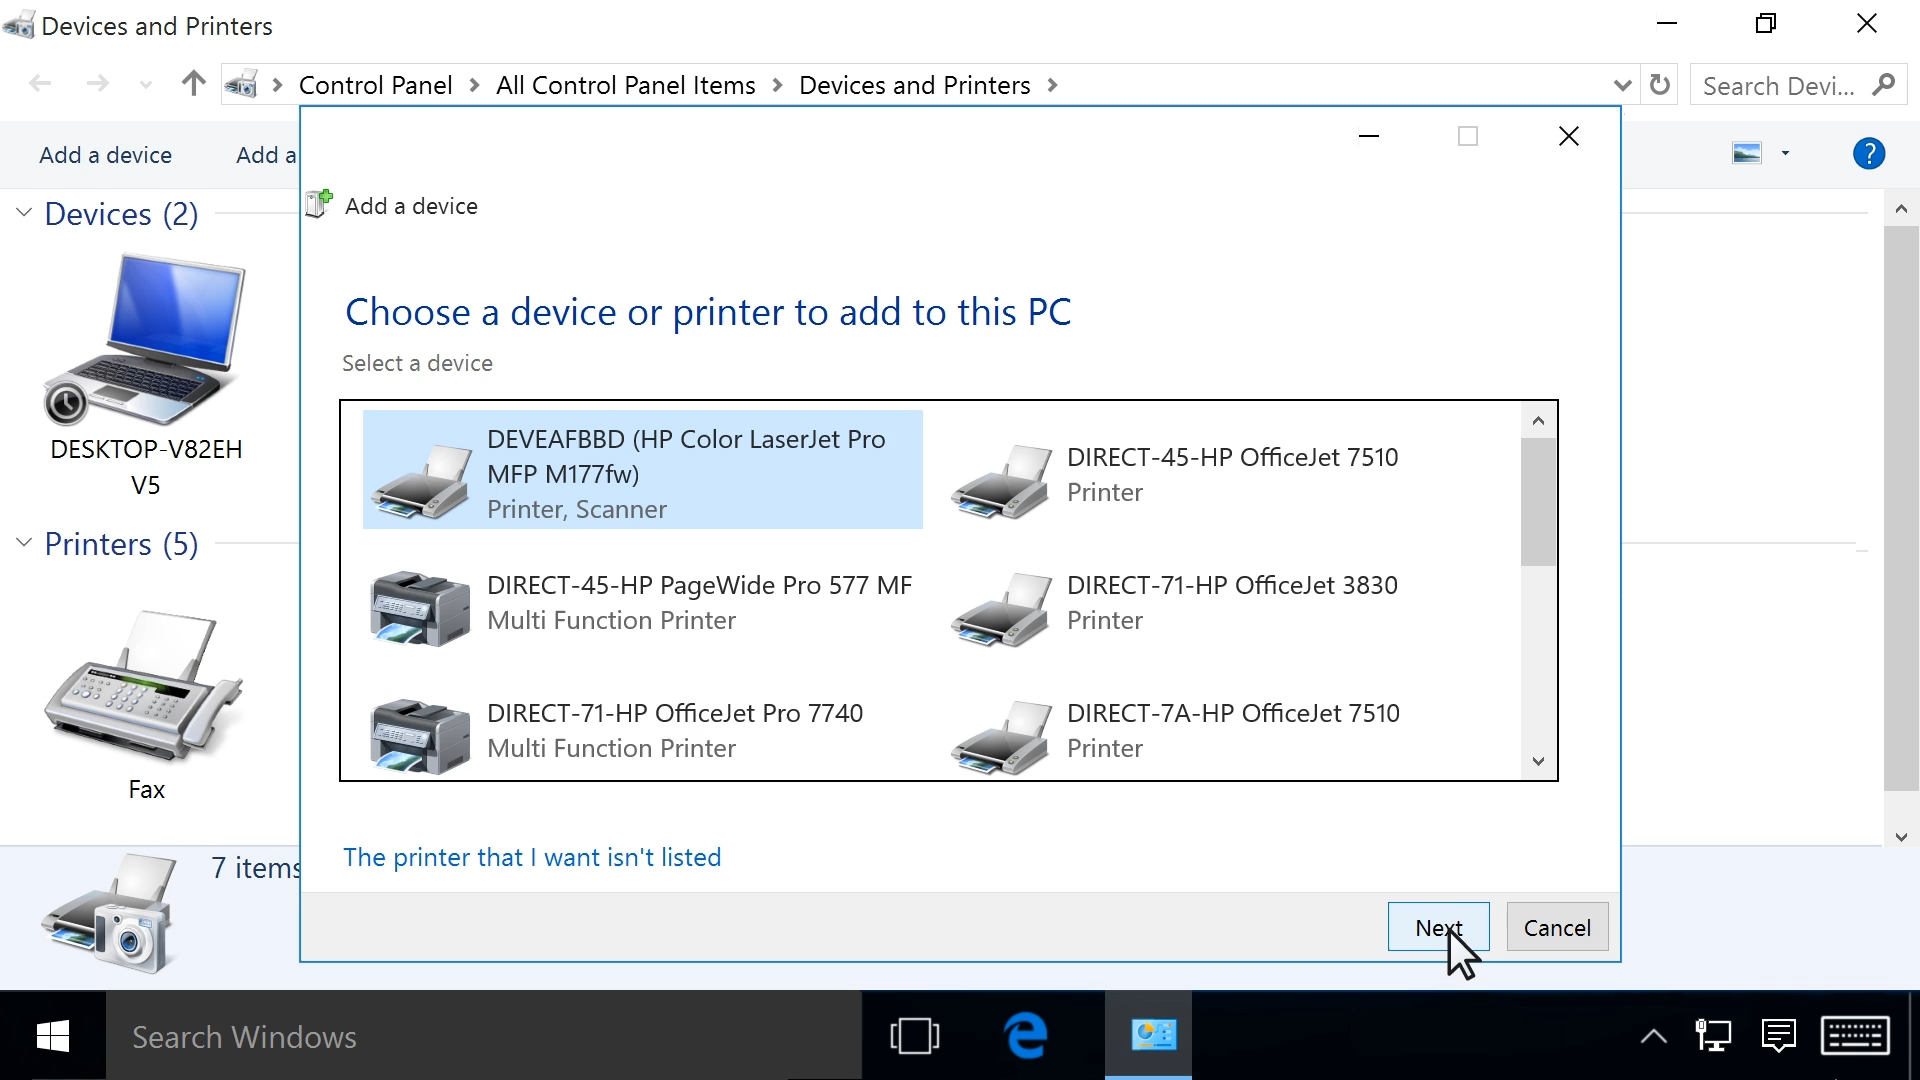 Devices and Printers
Control Panel > All Control Panel Items > Devices and Printers >
Search Devi...
Add a device
Add a
?
Devices (2)
DESKTOP-V82EH
V5
Printers (5)
Fax
7 items
Add a device
Choose a device or printer to add to this PC
Select a device
DEVEAFBBD (HP Color LaserJet Pro
MFP M177fw)
Printer, Scanner
DIRECT-45-HP OfficeJet 7510
Printer
DIRECT-45-HP PageWide Pro 577 MF
Multi Function Printer
DIRECT-71-HP OfficeJet 3830
Printer
DIRECT-71-HP OfficeJet Pro 7740
Multi Function Printer
DIRECT-7A-HP OfficeJet 7510
Printer
The printer that I want isn't listed
Next
Cancel
Search Windows